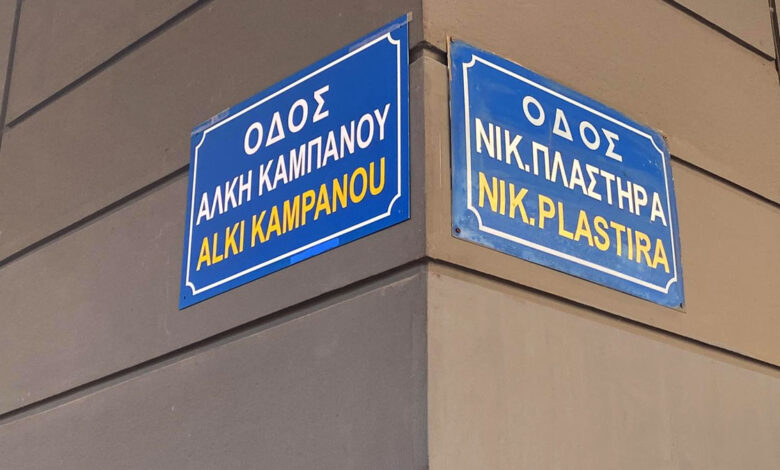 ΟΔΟΣ
ΑΛΚΗ ΚΑΜΠΑΝΟΥ
ALKI KAMPANOU
ΟΔΟΣ
ΝΙΚ.ΠΛΑΣΤΗΡΑ
NIK.PLASTIRA